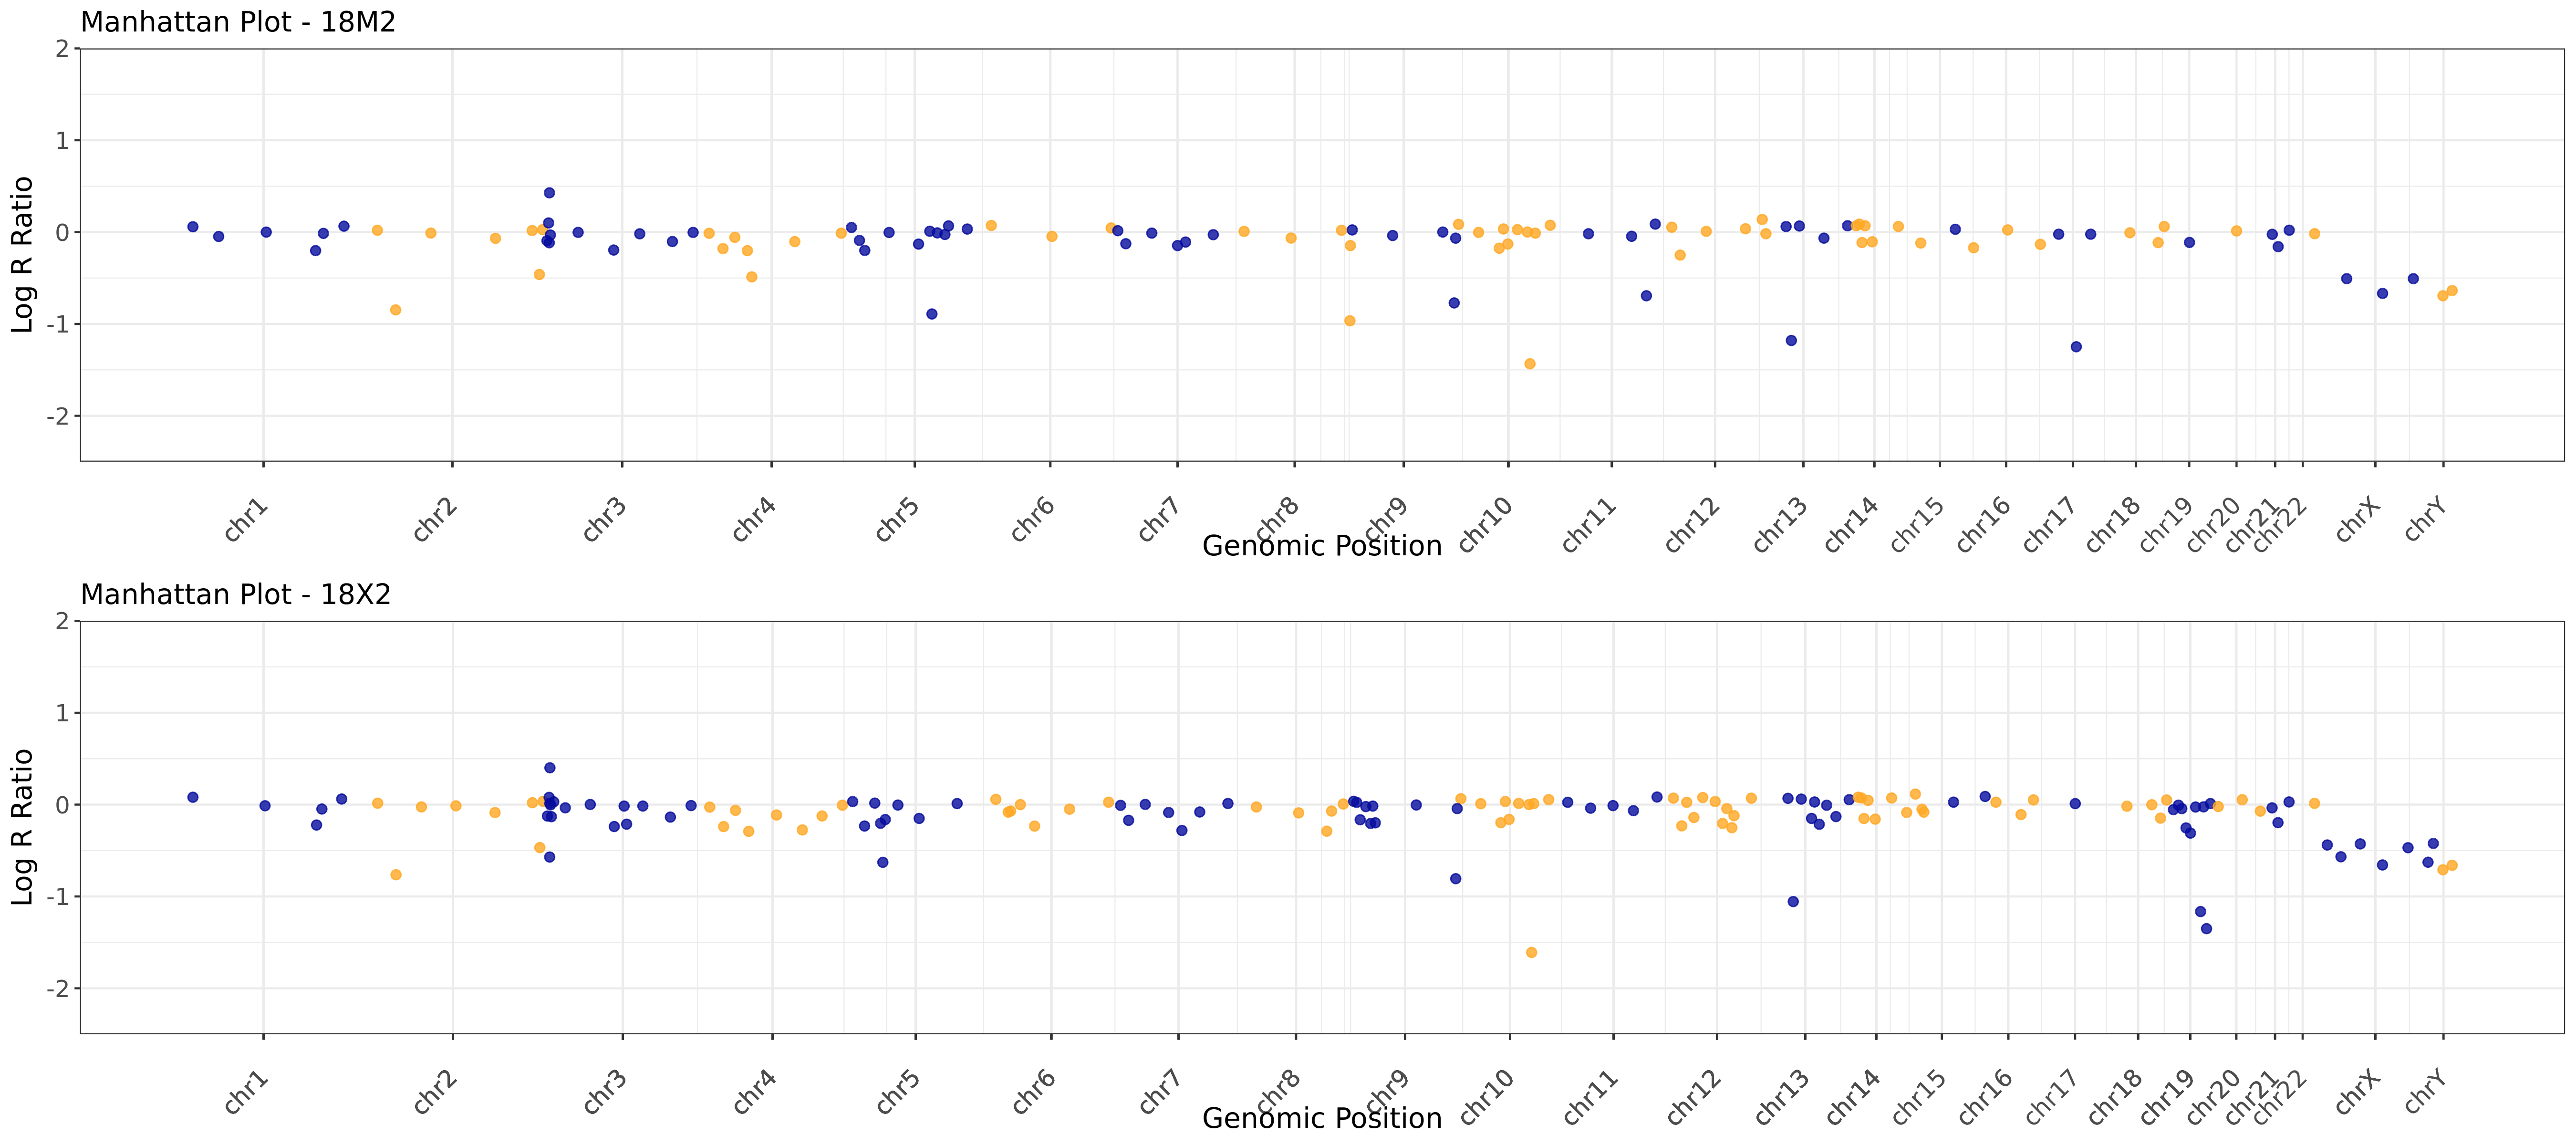 Manhattan Plot - 18M2
2
1
0
-1
-2
Log R Ratio
chr1 chr2 chr3 chr4 chr5 chr6 chr7 chr8 chr9 chr10 chr11 chr12 chr13 chr14 chr15 chr16 chr17 chr18 chr19 chr20 chr21 chr22 chrX chrY
Genomic Position
Manhattan Plot - 18X2
2
1
0
-1
-2
Log R Ratio
chr1 chr2 chr3 chr4 chr5 chr6 chr7 chr8 chr9 chr10 chr11 chr12 chr13 chr14 chr15 chr16 chr17 chr18 chr19 chr20 chr21 chr22 chrX chrY
Genomic Position